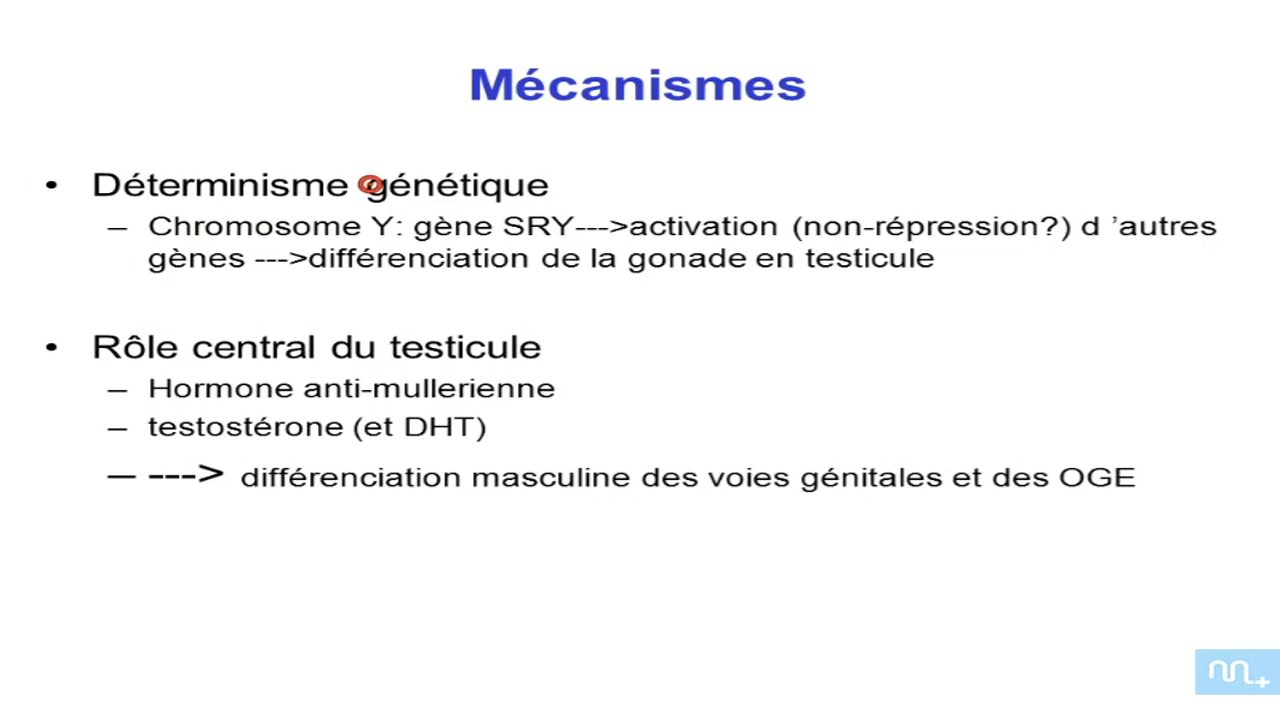 Mécanismes
• Déterminisme génétique
– Chromosome Y: gène SRY--->activation (non-répression?) d ’autres
gènes --->différenciation de la gonade en testicule
• Rôle central du testicule
– Hormone anti-mullerienne
– testostérone (et DHT)
– ---> différenciation masculine des voies génitales et des OGE